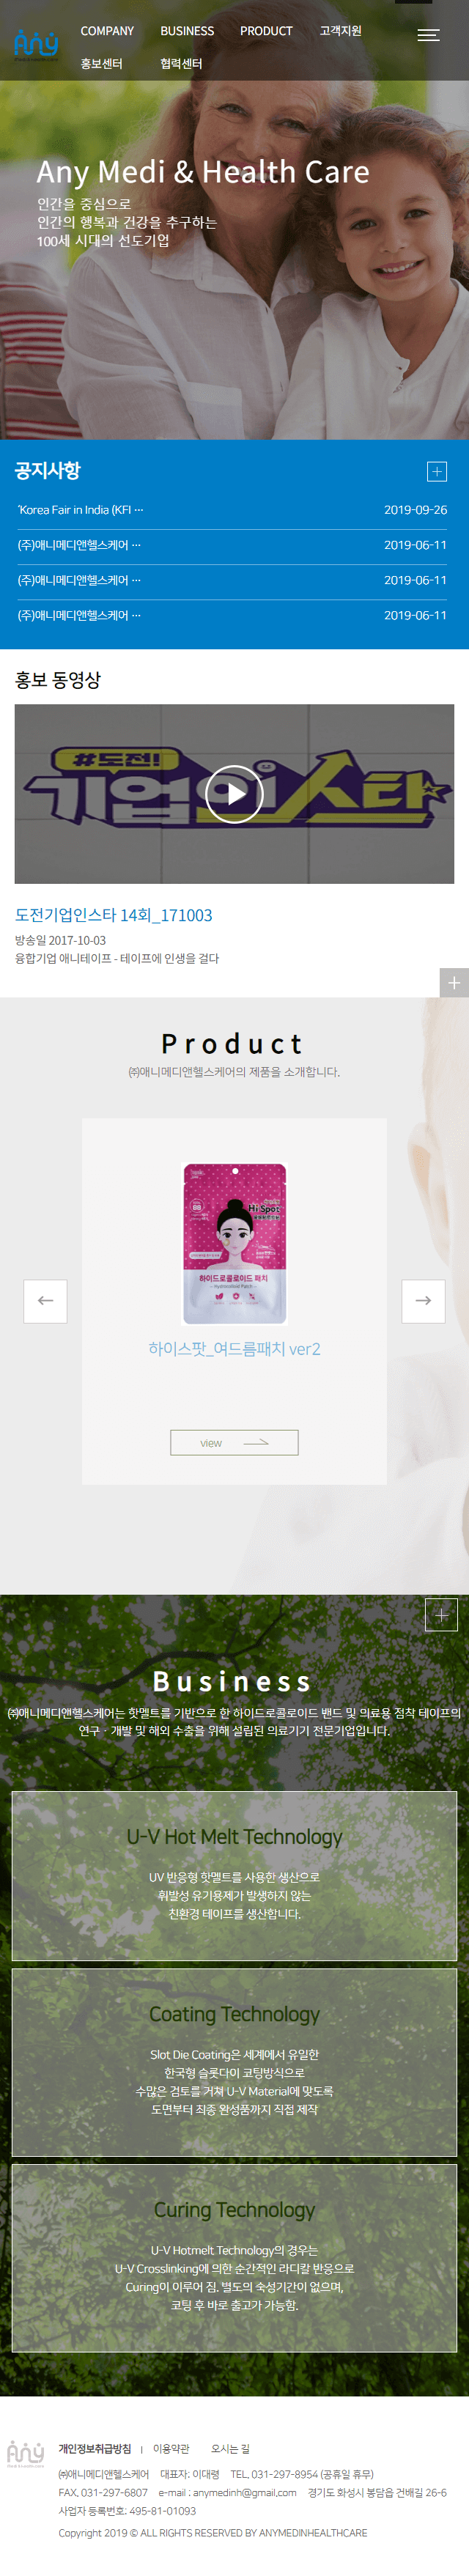 Any
COMPANY BUSINESS PRODUCT 고객지원
홍보센터 협력센터
Any Medi & Health Care
인간을 중심으로
인간의 행복과 건강을 추구하는
100세 시대의 선도기업
공지사항
‘Korea Fair in India (KFI ··· 2019-09-26
(주)애니메디앤헬스케어 ··· 2019-06-11
(주)애니메디앤헬스케어 ··· 2019-06-11
(주)애니메디앤헬스케어 ··· 2019-06-11
홍보 동영상
#도전!
기업인스타
도전기업인스타 14회_171003
방송일 2017-10-03
융합기업 애니테이프 - 테이프에 인생을 걸다
Product
㈜애니메디앤헬스케어의 제품을 소개합니다.
88
Hi Spot
하이드로콜로이드 패치
Hydrocolloid Patch
하이스팟_여드름패치 ver2
view
Business
㈜애니메디앤헬스케어는 핫멜트를 기반으로 한 하이드로콜로이드 밴드 및 의료용 점착 테이프의
연구 · 개발 및 해외 수출을 위해 설립된 의료기기 전문기업입니다.
U-V Hot Melt Technology
UV 반응형 핫멜트를 사용한 생산으로
휘발성 유기용제가 발생하지 않는
친환경 테이프를 생산합니다.
Coating Technology
Slot Die Coating은 세계에서 유일한
한국형 슬롯다이 코팅방식으로
수많은 검토를 거쳐 U-V Material에 맞도록
도면부터 최종 완성품까지 직접 제작
Curing Technology
U-V Hotmelt Technology의 경우는
U-V Crosslinking에 의한 순간적인 라디칼 반응으로
Curing이 이루어 짐. 별도의 숙성기간이 없으며,
코팅 후 바로 출고가 가능함.
Any
개인정보취급방침 | 이용약관 오시는 길
㈜애니메디앤헬스케어 대표자: 이대령 TEL. 031-297-8954 (공휴일 휴무)
FAX. 031-297-6807 e-mail : anymedinh@gmail.com 경기도 화성시 봉담읍 건배길 26-6
사업자 등록번호: 495-81-01093
Copyright 2019 © ALL RIGHTS RESERVED BY ANYMEDINHEALTHCARE